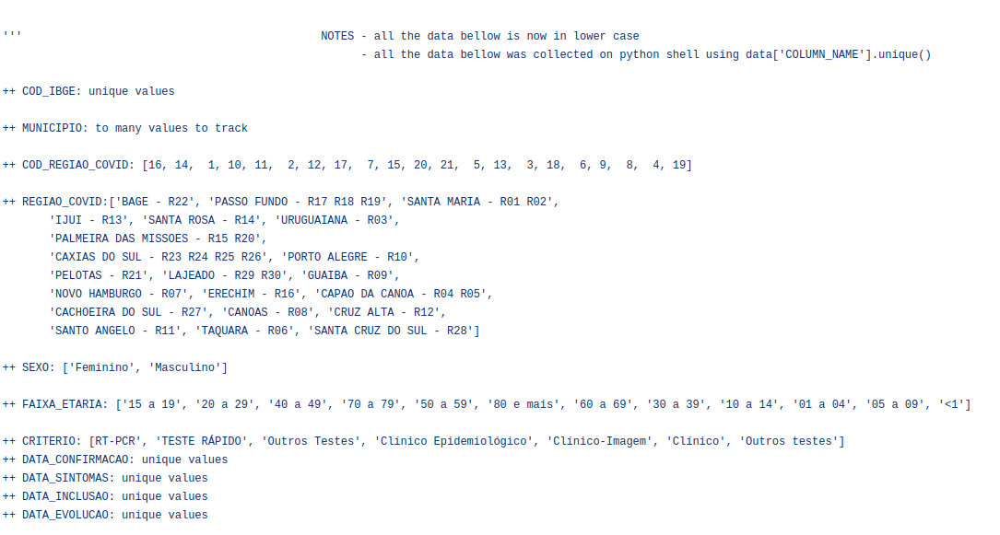 ''' NOTES - all the data bellow is now in lower case
- all the data bellow was collected on python shell using data['COLUMN_NAME'].unique()
++ COD_IBGE: unique values
++ MUNICIPIO: to many values to track
++ COD_REGIAO_COVID: [16, 14,  1, 10, 11,  2, 12, 17,  7, 15, 20, 21,  5, 13,  3, 18,  6, 9,  8,  4, 19]
++ REGIAO_COVID:['BAGE - R22', 'PASSO FUNDO - R17 R18 R19', 'SANTA MARIA - R01 R02',
'IJUI - R13', 'SANTA ROSA - R14', 'URUGUAIANA - R03',
'PALMEIRA DAS MISSOES - R15 R20',
'CAXIAS DO SUL - R23 R24 R25 R26', 'PORTO ALEGRE - R10',
'PELOTAS - R21', 'LAJEADO - R29 R30', 'GUAIBA - R09',
'NOVO HAMBURGO - R07', 'ERECHIM - R16', 'CAPAO DA CANOA - R04 R05',
'CACHOEIRA DO SUL - R27', 'CANOAS - R08', 'CRUZ ALTA - R12',
'SANTO ANGELO - R11', 'TAQUARA - R06', 'SANTA CRUZ DO SUL - R28']
++ SEXO: ['Feminino', 'Masculino']
++ FAIXA_ETARIA: ['15 a 19', '20 a 29', '40 a 49', '70 a 79', '50 a 59', '80 e mais', '60 a 69', '30 a 39', '10 a 14', '01 a 04', '05 a 09', '<1']
++ CRITERIO: [RT-PCR', 'TESTE RÁPIDO', 'Outros Testes', 'Clínico Epidemiológico', 'Clínico-Imagem', 'Clínico', 'Outros testes']
++ DATA_CONFIRMACAO: unique values
++ DATA_SINTOMAS: unique values
++ DATA_INCLUSAO: unique values
++ DATA_EVOLUCAO: unique values